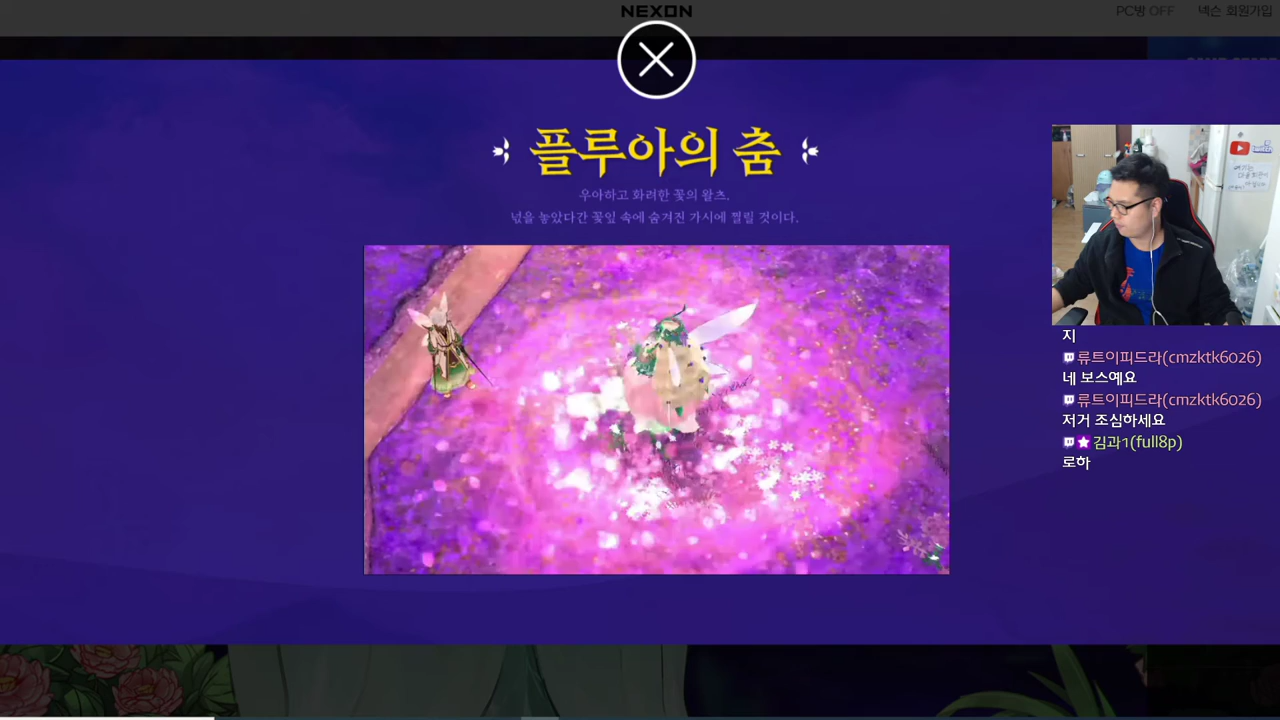 NEXON
PC방 OFF
넥슨 회원가입
플루아의 춤
우아하고 화려한 꽃의 왈츠.
넋을 놓았다간 꽃잎 속에 숨겨진 가시에 찔릴 것이다.
지
류트이피드라(cmzktk6026)
네 보스예요
류트이피드라(cmzktk6026)
저거 조심하세요
김과1(full8p)
로하